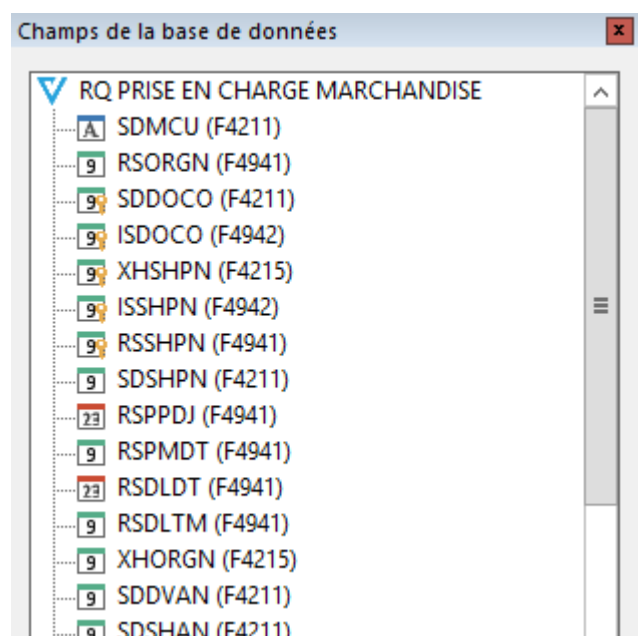 Champs de la base de données
RQ PRISE EN CHARGE MARCHANDISE
SDMCU (F4211)
RSORGN (F4941)
SDDOCO (F4211)
ISDOCO (F4942)
XHSHPN (F4215)
ISSHPN (F4942)
RSSHPN (F4941)
SDSHPN (F4211)
RSPPDJ (F4941)
RSPMDT (F4941)
RSDLDT (F4941)
RSDLTM (F4941)
XHORGN (F4215)
SDDVAN (F4211)
SDSHAN (F4211)